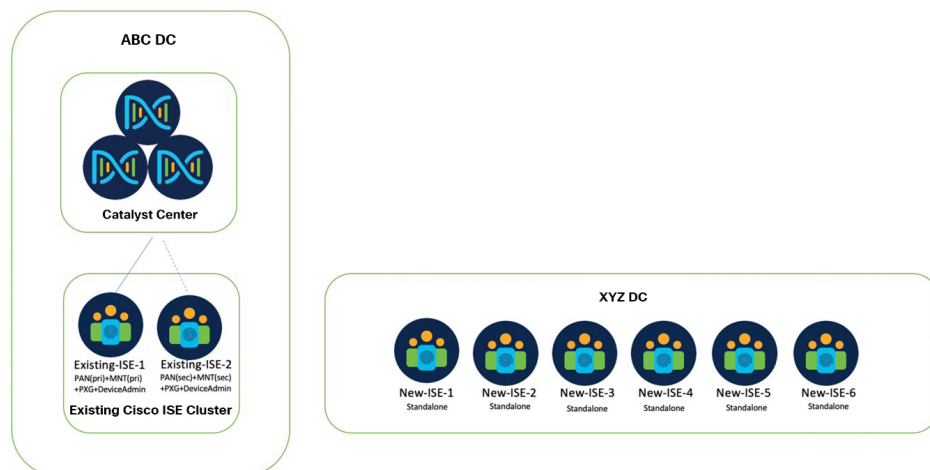 ABC DC
Catalyst Center
Existing-ISE-1
PAN(pri)+MNT(pri)
+PXG+DeviceAdmin
Existing-ISE-2
PAN(sec)+MNT(sec)
+PXG+DeviceAdmin
Existing Cisco ISE Cluster
XYZ DC
New-ISE-1
Standalone
New-ISE-2
Standalone
New-ISE-3
Standalone
New-ISE-4
Standalone
New-ISE-5
Standalone
New-ISE-6
Standalone